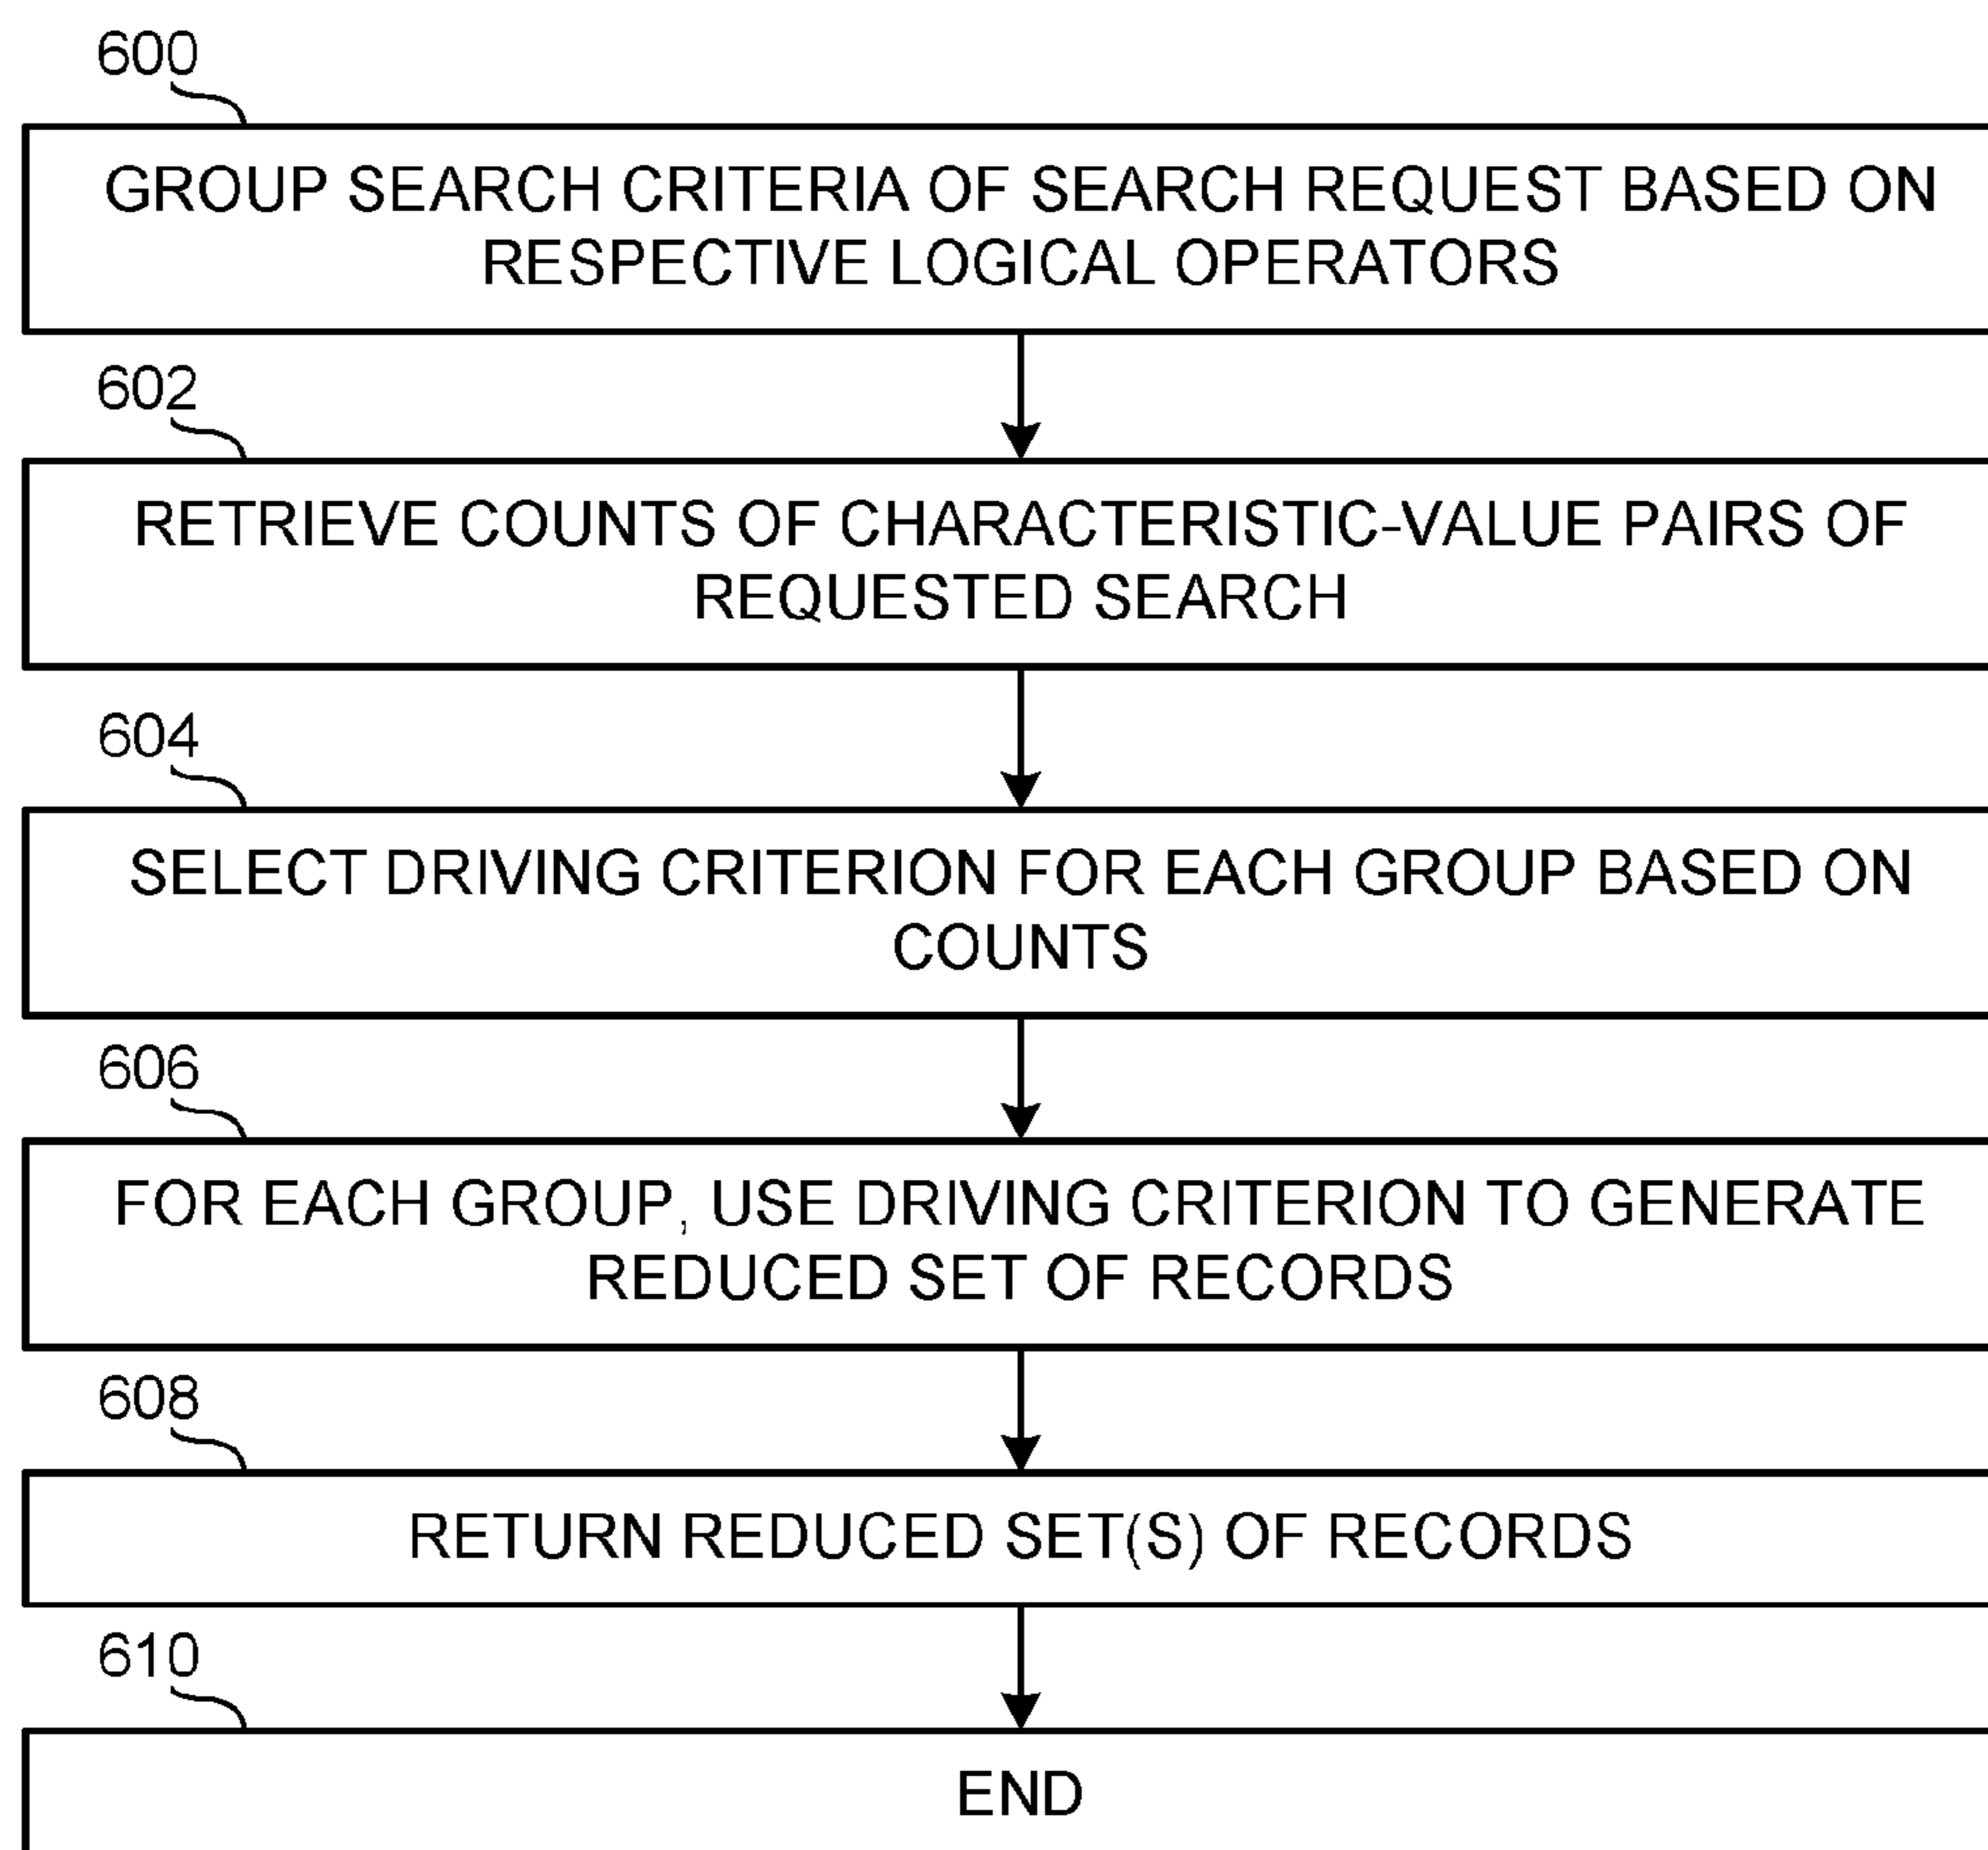 600
GROUP SEARCH CRITERIA OF SEARCH REQUEST BASED ON
RESPECTIVE LOGICAL OPERATORS
602
RETRIEVE COUNTS OF CHARACTERISTIC-VALUE PAIRS OF
REQUESTED SEARCH
604
SELECT DRIVING CRITERION FOR EACH GROUP BASED ON
COUNTS
606
FOR EACH GROUP, USE DRIVING CRITERION TO GENERATE
REDUCED SET OF RECORDS
608
RETURN REDUCED SET(S) OF RECORDS
610
END